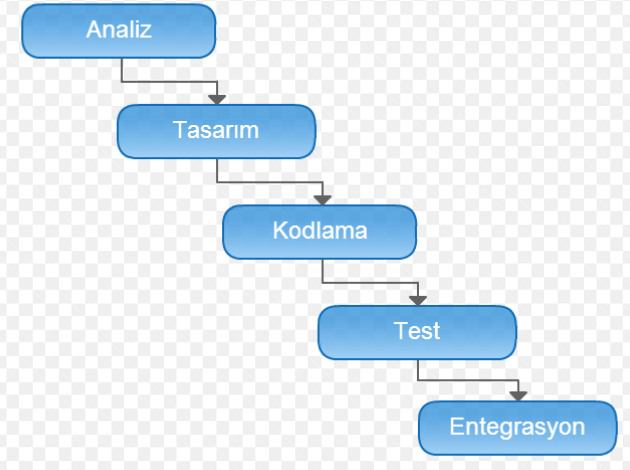 Analiz
Tasarım
Kodlama
Test
Entegrasyon